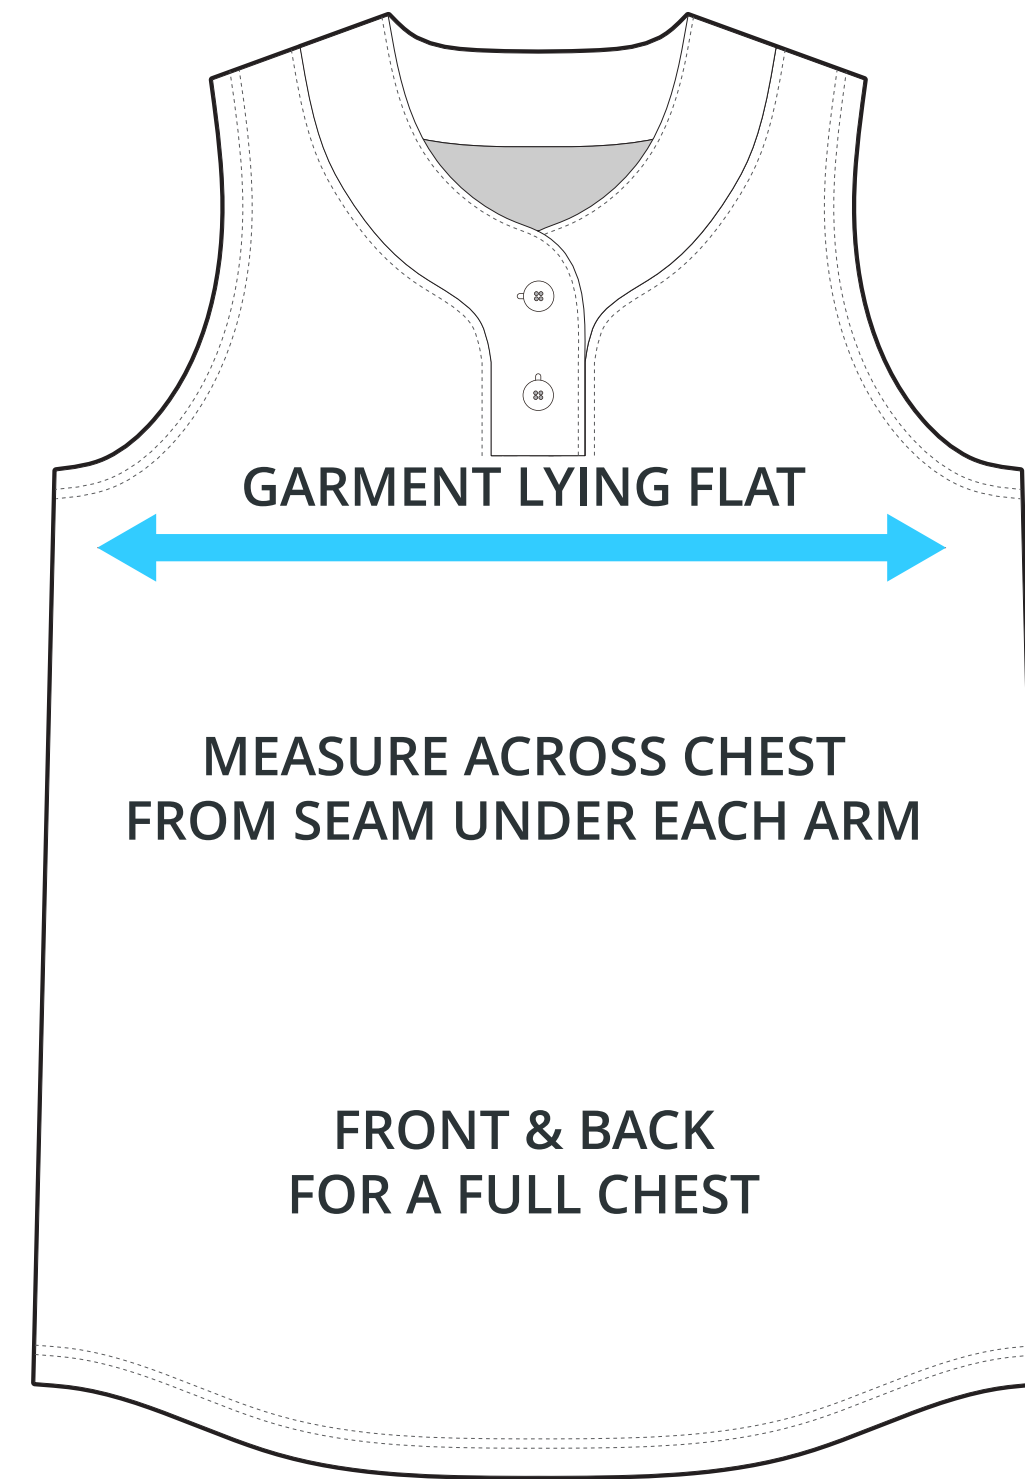 GARMENT LYING FLAT
MEASURE ACROSS CHEST
FROM SEAM UNDER EACH ARM
FRONT & BACK
FOR A FULL CHEST